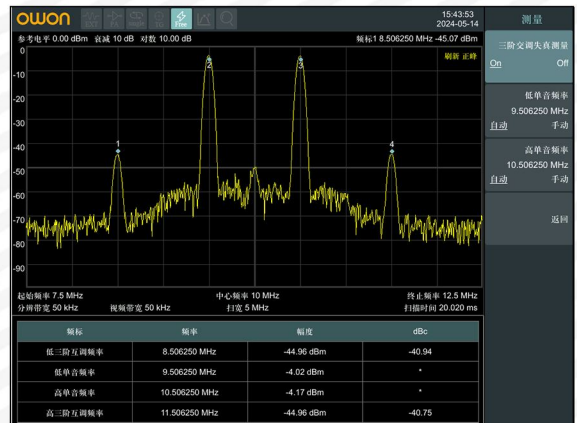 owon
Free
15:43:53
2024-05-14
测量
参考电平 0.00 dBm 衰减 10 dB 对数 10.00 dB
频标1 8.506250 MHz -45.07 dBm
刷新 正峰
0
-10
-20
-30
-40
-50
-60
-70
-80
-90
1
2
3
4
起始频率 7.5 MHz
中心频率 10 MHz
终止频率 12.5 MHz
分辨带宽 50 kHz
视频带宽 50 kHz
扫宽 5 MHz
扫描时间 20.020 ms
三阶交调失真测量
On Off
低单音频率
9.506250 MHz
自动 手动
高单音频率
10.506250 MHz
自动 手动
返回
频标 频率 幅度 dBc
低三阶互调频率 8.506250 MHz -44.96 dBm -40.94
低单音频率 9.506250 MHz -4.02 dBm *
高单音频率 10.506250 MHz -4.17 dBm *
高三阶互调频率 11.506250 MHz -44.96 dBm -40.75